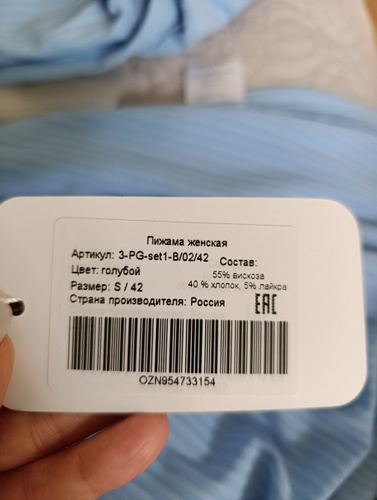 Пижама женская
Артикул: 3-PG-set1-B/02/42 Состав:
Цвет: голубой 55% вискоза
Размер: S / 42 40 % хлопок, 5% лайкра
Страна производителя: Россия EAC
OZN954733154